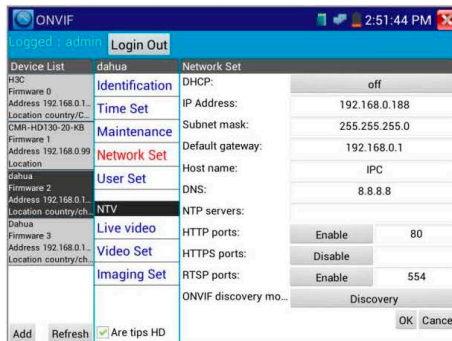 ONVIF
2:51:44 PM
Logged : admin
Login Out
Device List
H3C
Firmware 0
Address 192.168.0.1...
Location country/C...
CMR-HD130-20-KB
Firmware 1
Address 192.168.0.99
Location
dahua
Firmware 2
Address 192.168.0.1...
Location country/ch...
Dahua
Firmware 3
Address 192.168.0.1...
Location country/ch...
Add
Refresh
dahua
Identification
Time Set
Maintenance
Network Set
User Set
NTV
Live video
Video Set
Imaging Set
Are tips HD
Network Set
DHCP: off
IP Address: 192.168.0.188
Subnet mask: 255.255.255.0
Default gateway: 192.168.0.1
Host name: IPC
DNS: 8.8.8.8
NTP servers:
HTTP ports: Enable 80
HTTPS ports: Disable
RTSP ports: Enable 554
ONVIF discovery mo... Discovery
OK Cance